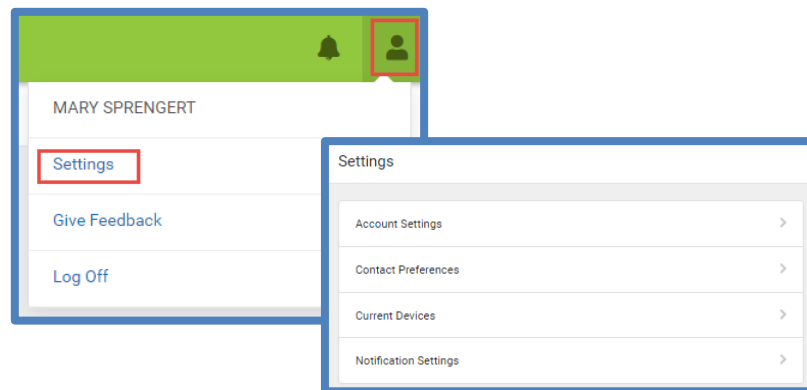 MARY SPRENGERT
Settings
Give Feedback
Log Off
Settings
Account Settings
Contact Preferences
Current Devices
Notification Settings